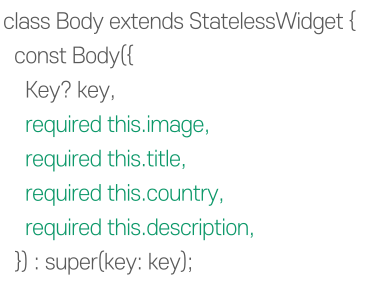 class Body extends StatelessWidget {
const Body({
Key? key,
required this.image,
required this.title,
required this.country,
required this.description,
}) : super(key: key);